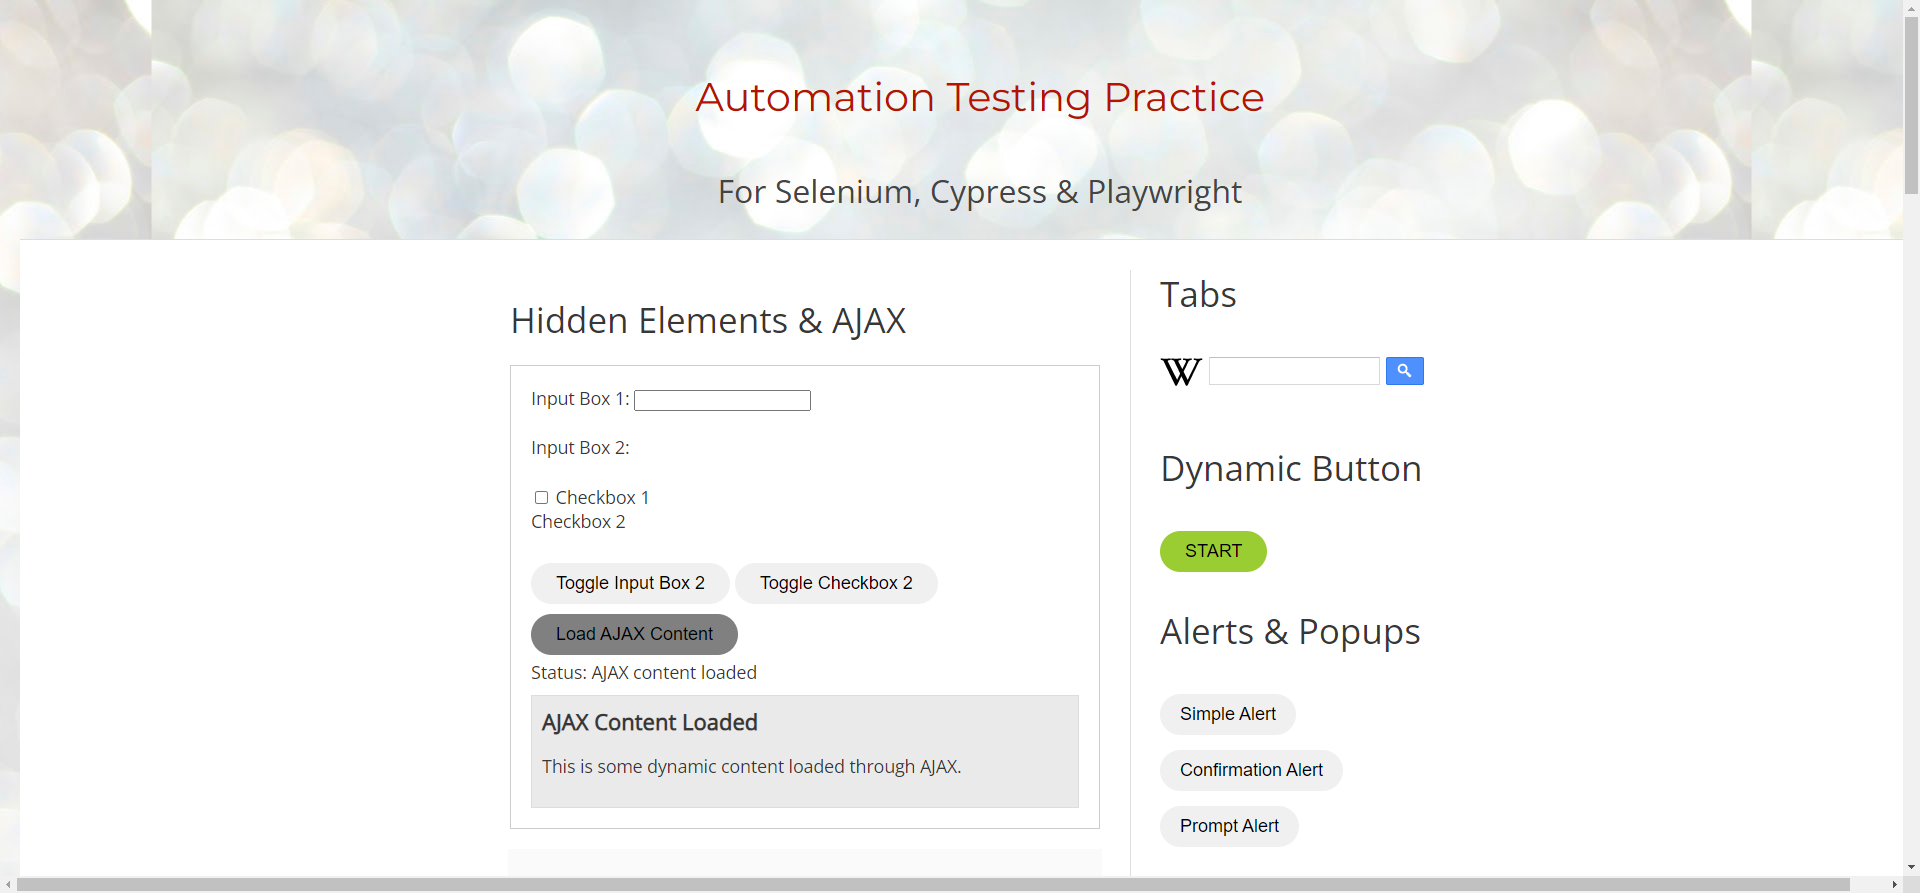 Automation Testing Practice
For Selenium, Cypress & Playwright
Hidden Elements & AJAX
Input Box 1:
Input Box 2:
Checkbox 1
Checkbox 2
Toggle Input Box 2 Toggle Checkbox 2
Load AJAX Content
Status: AJAX content loaded
AJAX Content Loaded
This is some dynamic content loaded through AJAX.
Tabs
W
Dynamic Button
START
Alerts & Popups
Simple Alert
Confirmation Alert
Prompt Alert